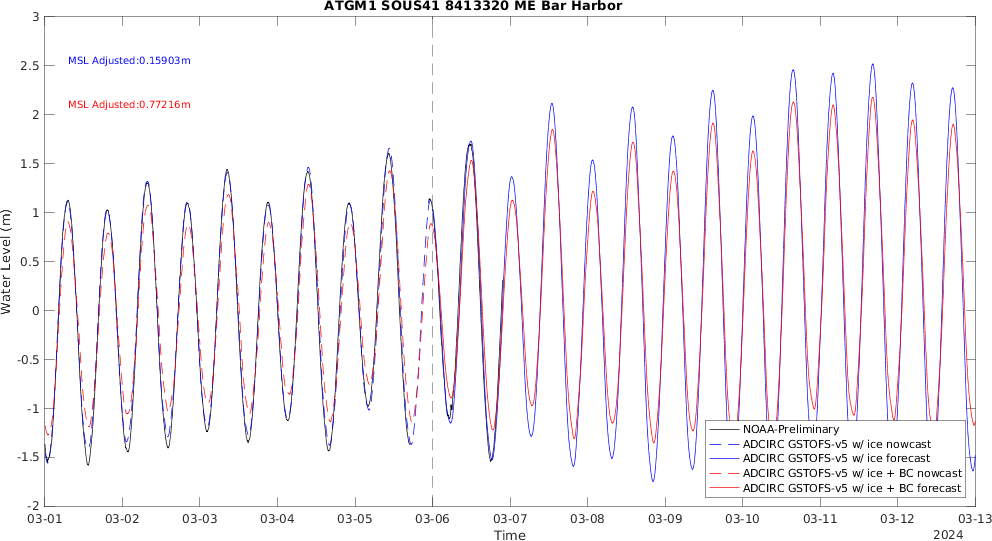 ATGM1 SOUS41 8413320 ME Bar Harbor
MSL Adjusted:0.15903m
MSL Adjusted:0.77216m
Water Level (m)
3
2.5
2
1.5
1
0.5
0
-0.5
-1
-1.5
-2
NOAA-Preliminary
ADCIRC GSTOFS-v5 w/ ice nowcast
ADCIRC GSTOFS-v5 w/ ice forecast
ADCIRC GSTOFS-v5 w/ ice + BC nowcast
ADCIRC GSTOFS-v5 w/ ice + BC forecast
03-01 03-02 03-03 03-04 03-05 03-06 03-07 03-08 03-09 03-10 03-11 03-12 03-13
Time
2024